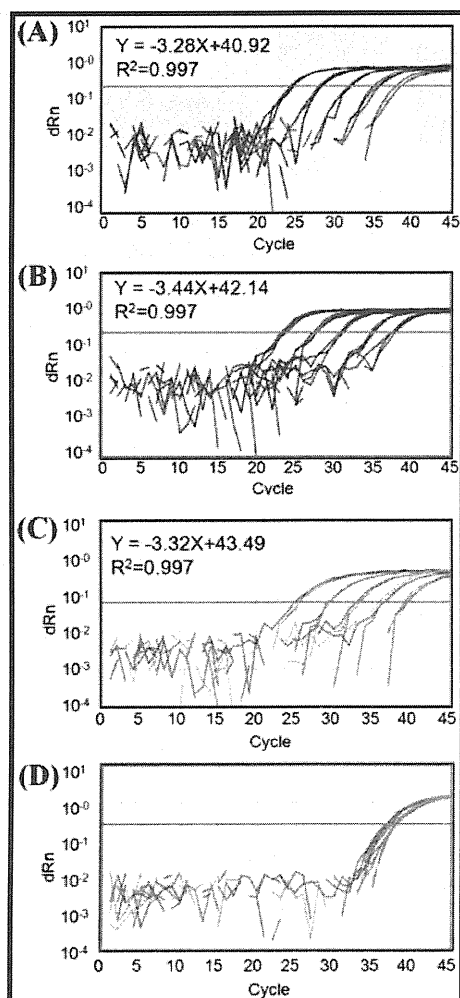 (A)
Y = -3.28X+40.92
R²=0.997
dRn
10¹
10⁻⁰
10⁻¹
10⁻²
10⁻³
10⁻⁴
0 5 10 15 20 25 30 35 40 45
Cycle
(B)
Y = -3.44X+42.14
R²=0.997
dRn
10¹
10⁻⁰
10⁻¹
10⁻²
10⁻³
10⁻⁴
0 5 10 15 20 25 30 35 40 45
Cycle
(C)
Y = -3.32X+43.49
R²=0.997
dRn
10¹
10⁻⁰
10⁻¹
10⁻²
10⁻³
10⁻⁴
0 5 10 15 20 25 30 35 40 45
Cycle
(D)
dRn
10¹
10⁻⁰
10⁻¹
10⁻²
10⁻³
10⁻⁴
0 5 10 15 20 25 30 35 40 45
Cycle